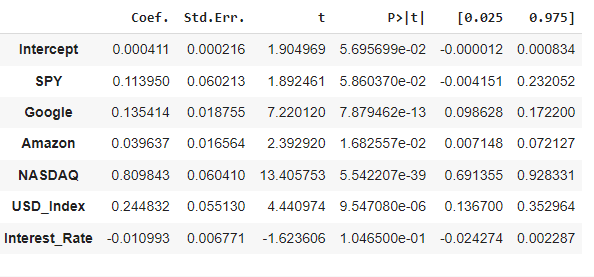 Coef. Std.Err. t P>|t| [0.025 0.975]
Intercept 0.000411 0.000216 1.904969 5.695699e-02 -0.000012 0.000834
SPY 0.113950 0.060213 1.892461 5.860370e-02 -0.004151 0.232052
Google 0.135414 0.018755 7.220120 7.879462e-13 0.098628 0.172200
Amazon 0.039637 0.016564 2.392920 1.682557e-02 0.007148 0.072127
NASDAQ 0.809843 0.060410 13.405753 5.542207e-39 0.691355 0.928331
USD_Index 0.244832 0.055130 4.440974 9.547080e-06 0.136700 0.352964
Interest_Rate -0.010993 0.006771 -1.623606 1.046500e-01 -0.024274 0.002287